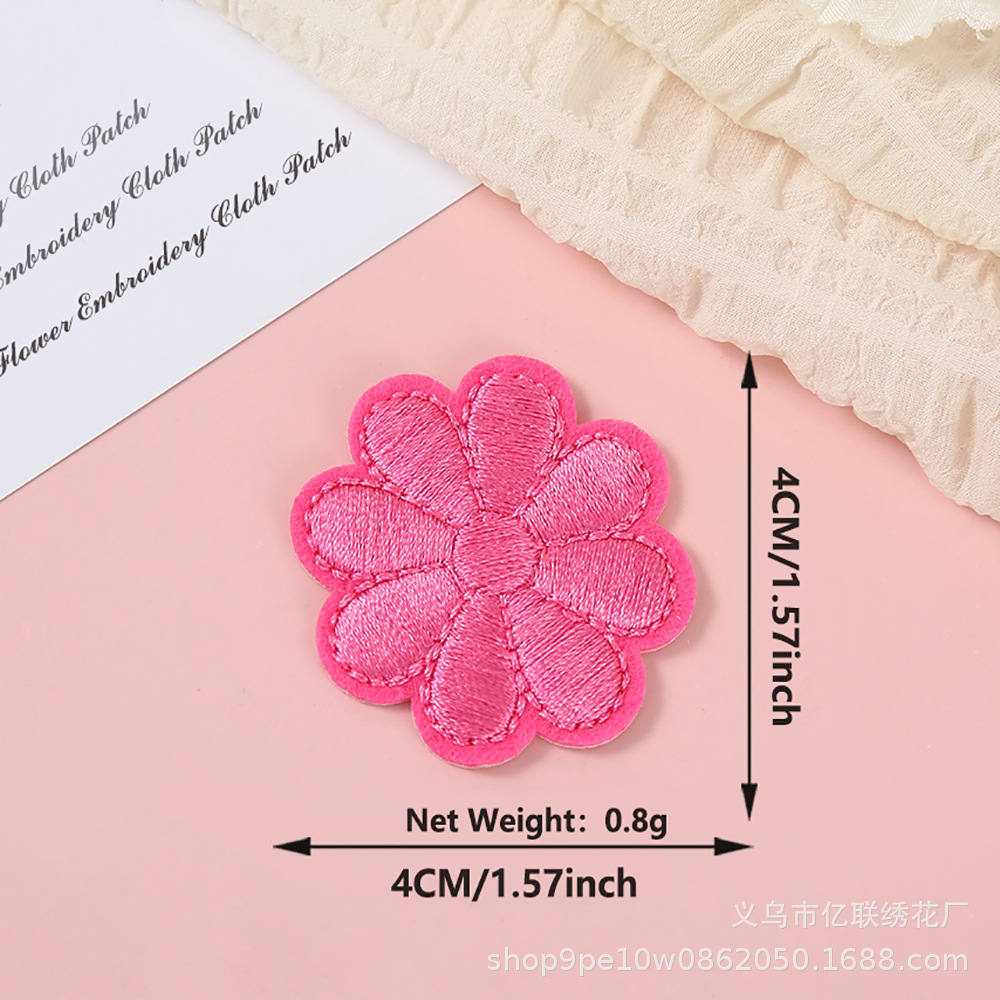 Cloth Patch
Embroidery Cloth Patch
Flower Embroidery Cloth Patch
4CM/1.57inch
Net Weight: 0.8g
4CM/1.57inch
义乌市亿联绣花厂
shop9pe10w0862050.1688.com